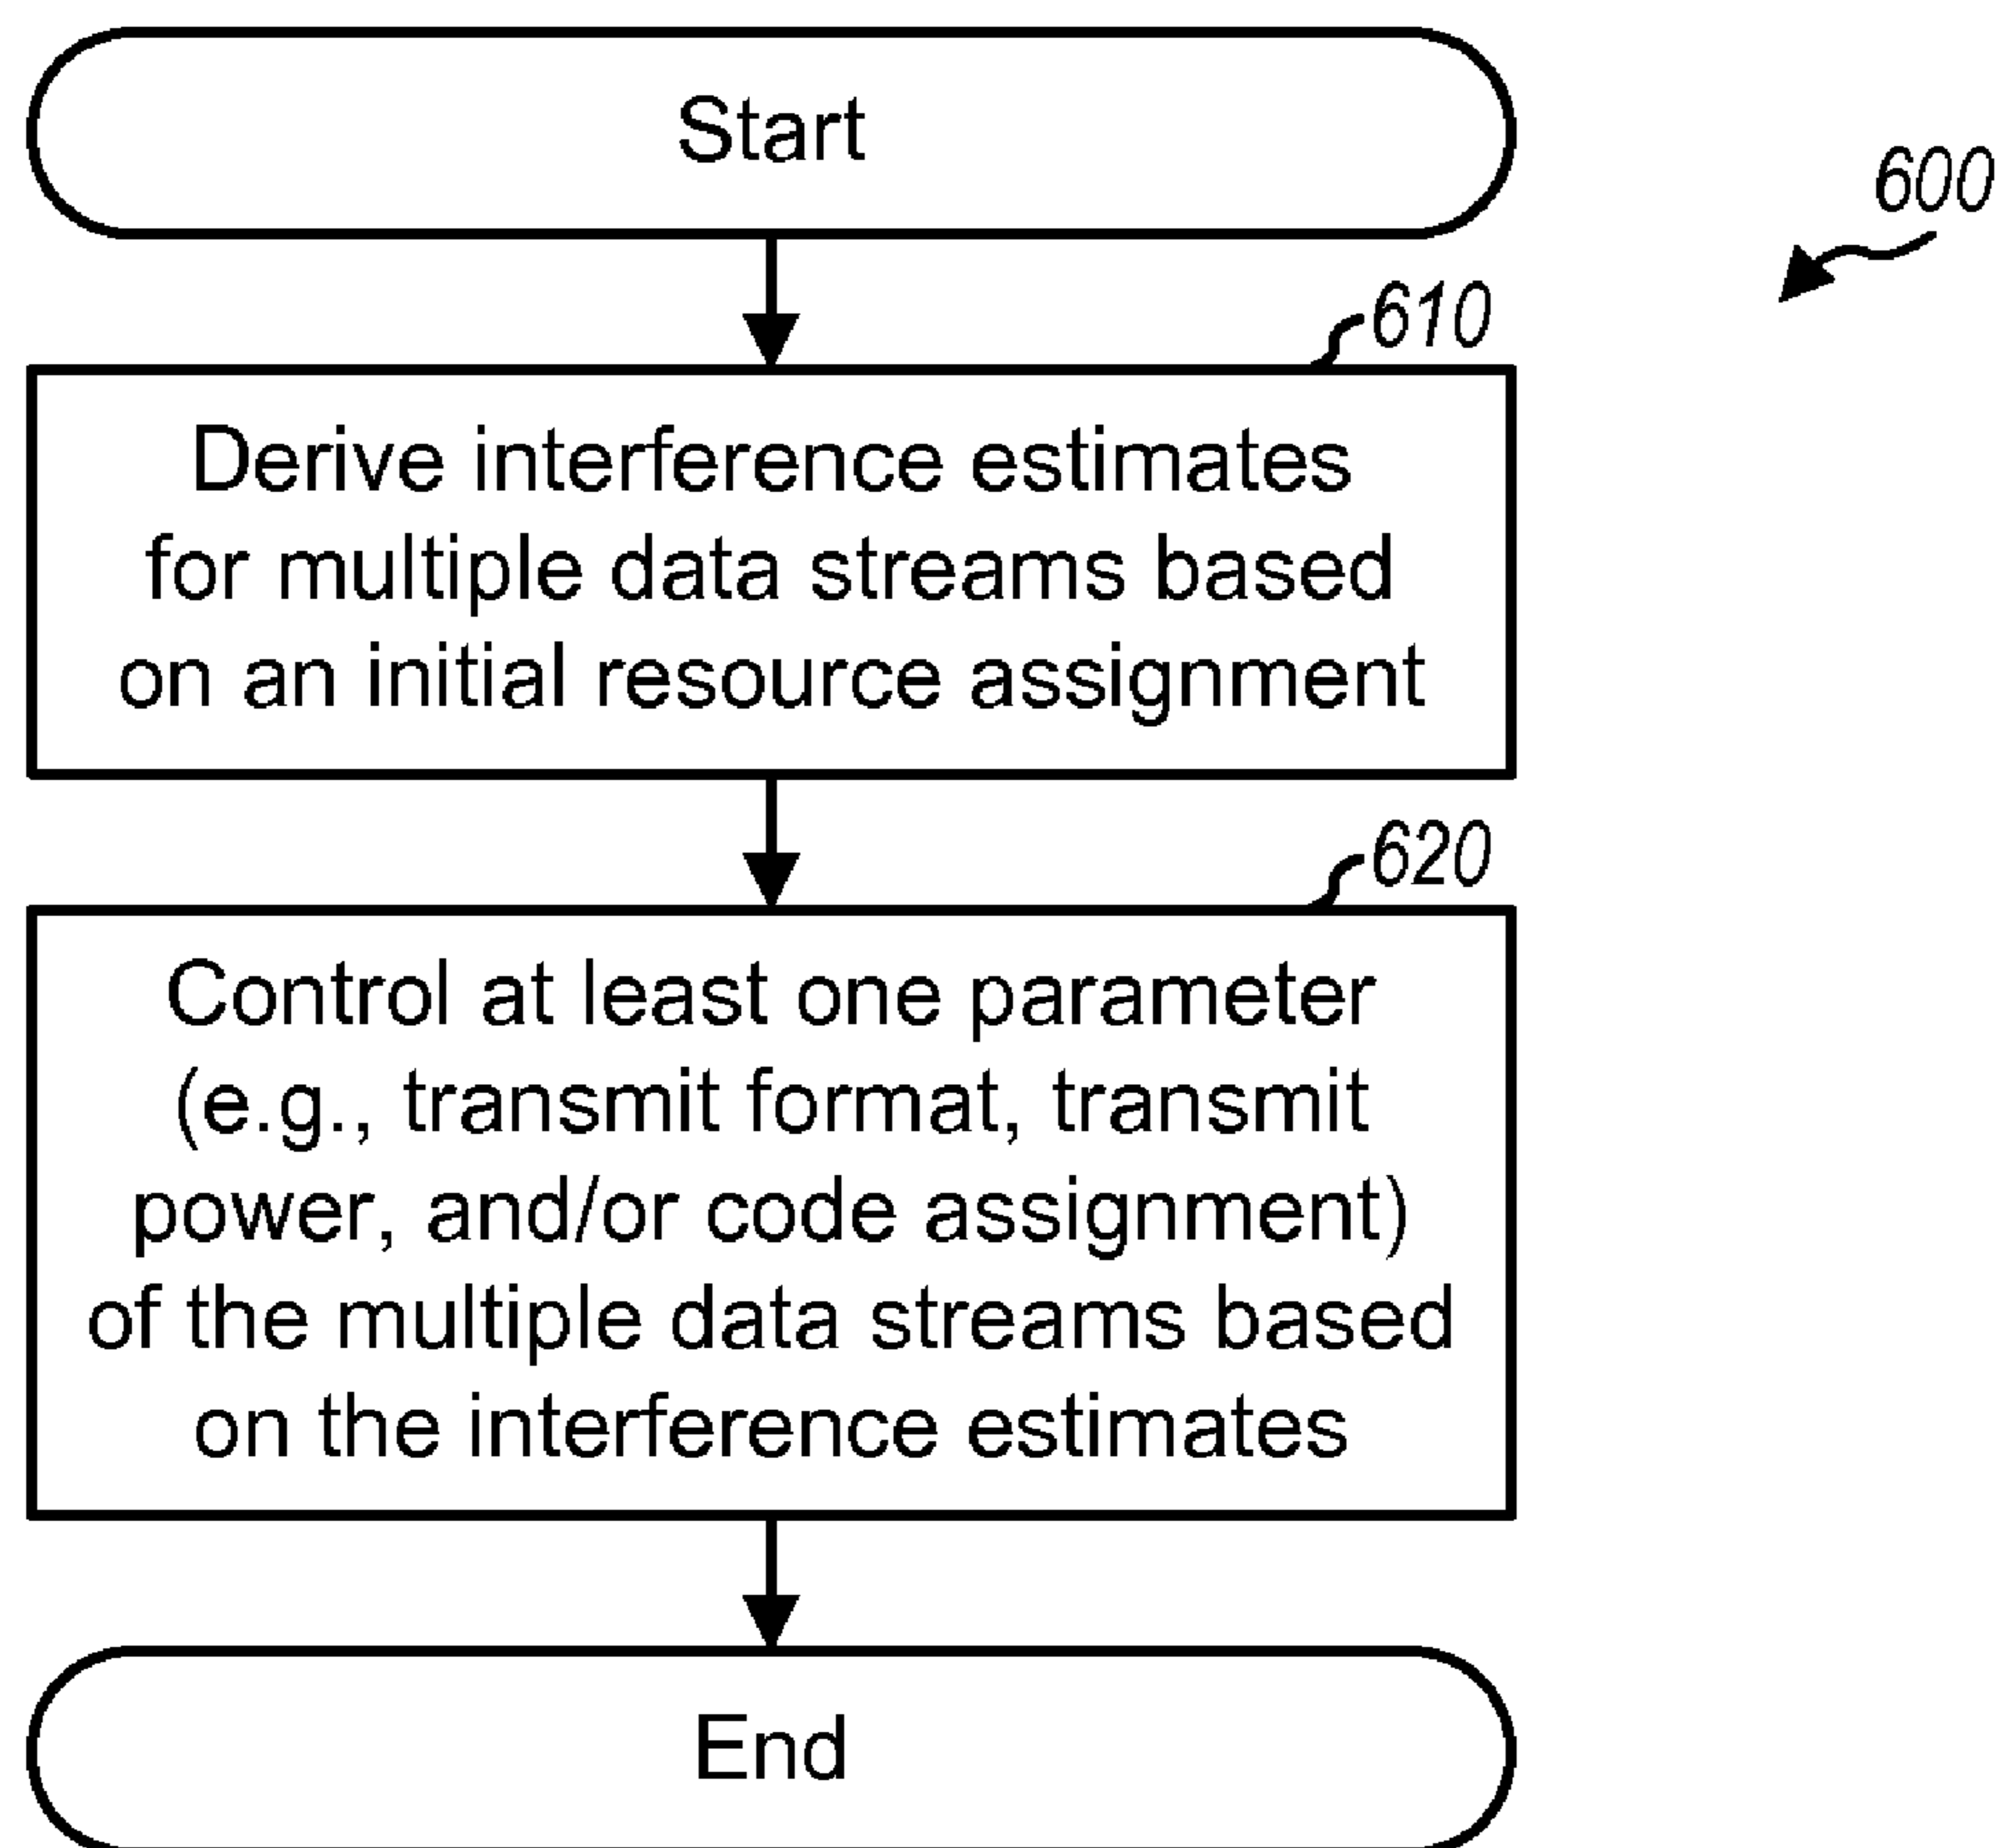 Start
600
610
Derive interference estimates
for multiple data streams based
on an initial resource assignment
620
Control at least one parameter
(e.g., transmit format, transmit
power, and/or code assignment)
of the multiple data streams based
on the interference estimates
End